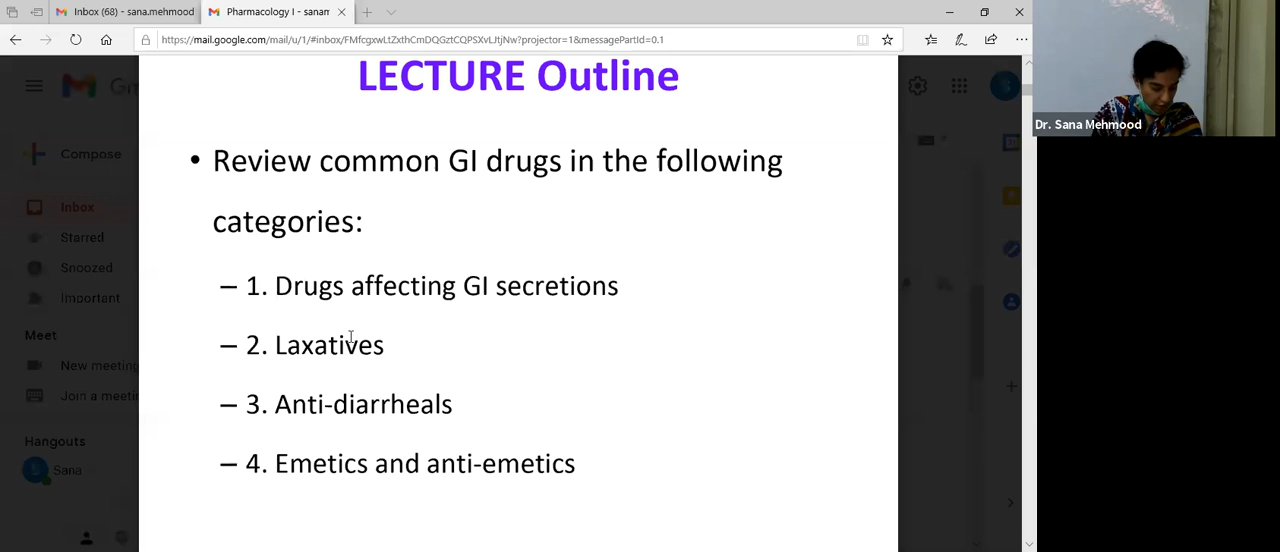 Inbox (68) - sana.mehmood
Pharmacology I - sanam
https://mail.google.com/mail/u/1/#inbox/FMfcgxwLtZxthCmDQGztCQPSXvLJtjNw?projector=1&messagePartId=0.1
LECTURE Outline
• Review common GI drugs in the following
categories:
– 1. Drugs affecting GI secretions
– 2. Laxatives
– 3. Anti-diarrheals
– 4. Emetics and anti-emetics
Compose
Inbox
Starred
Snoozed
Important
Meet
New meeting
Join a meetin
Hangouts
Sana
Dr. Sana Mehmood